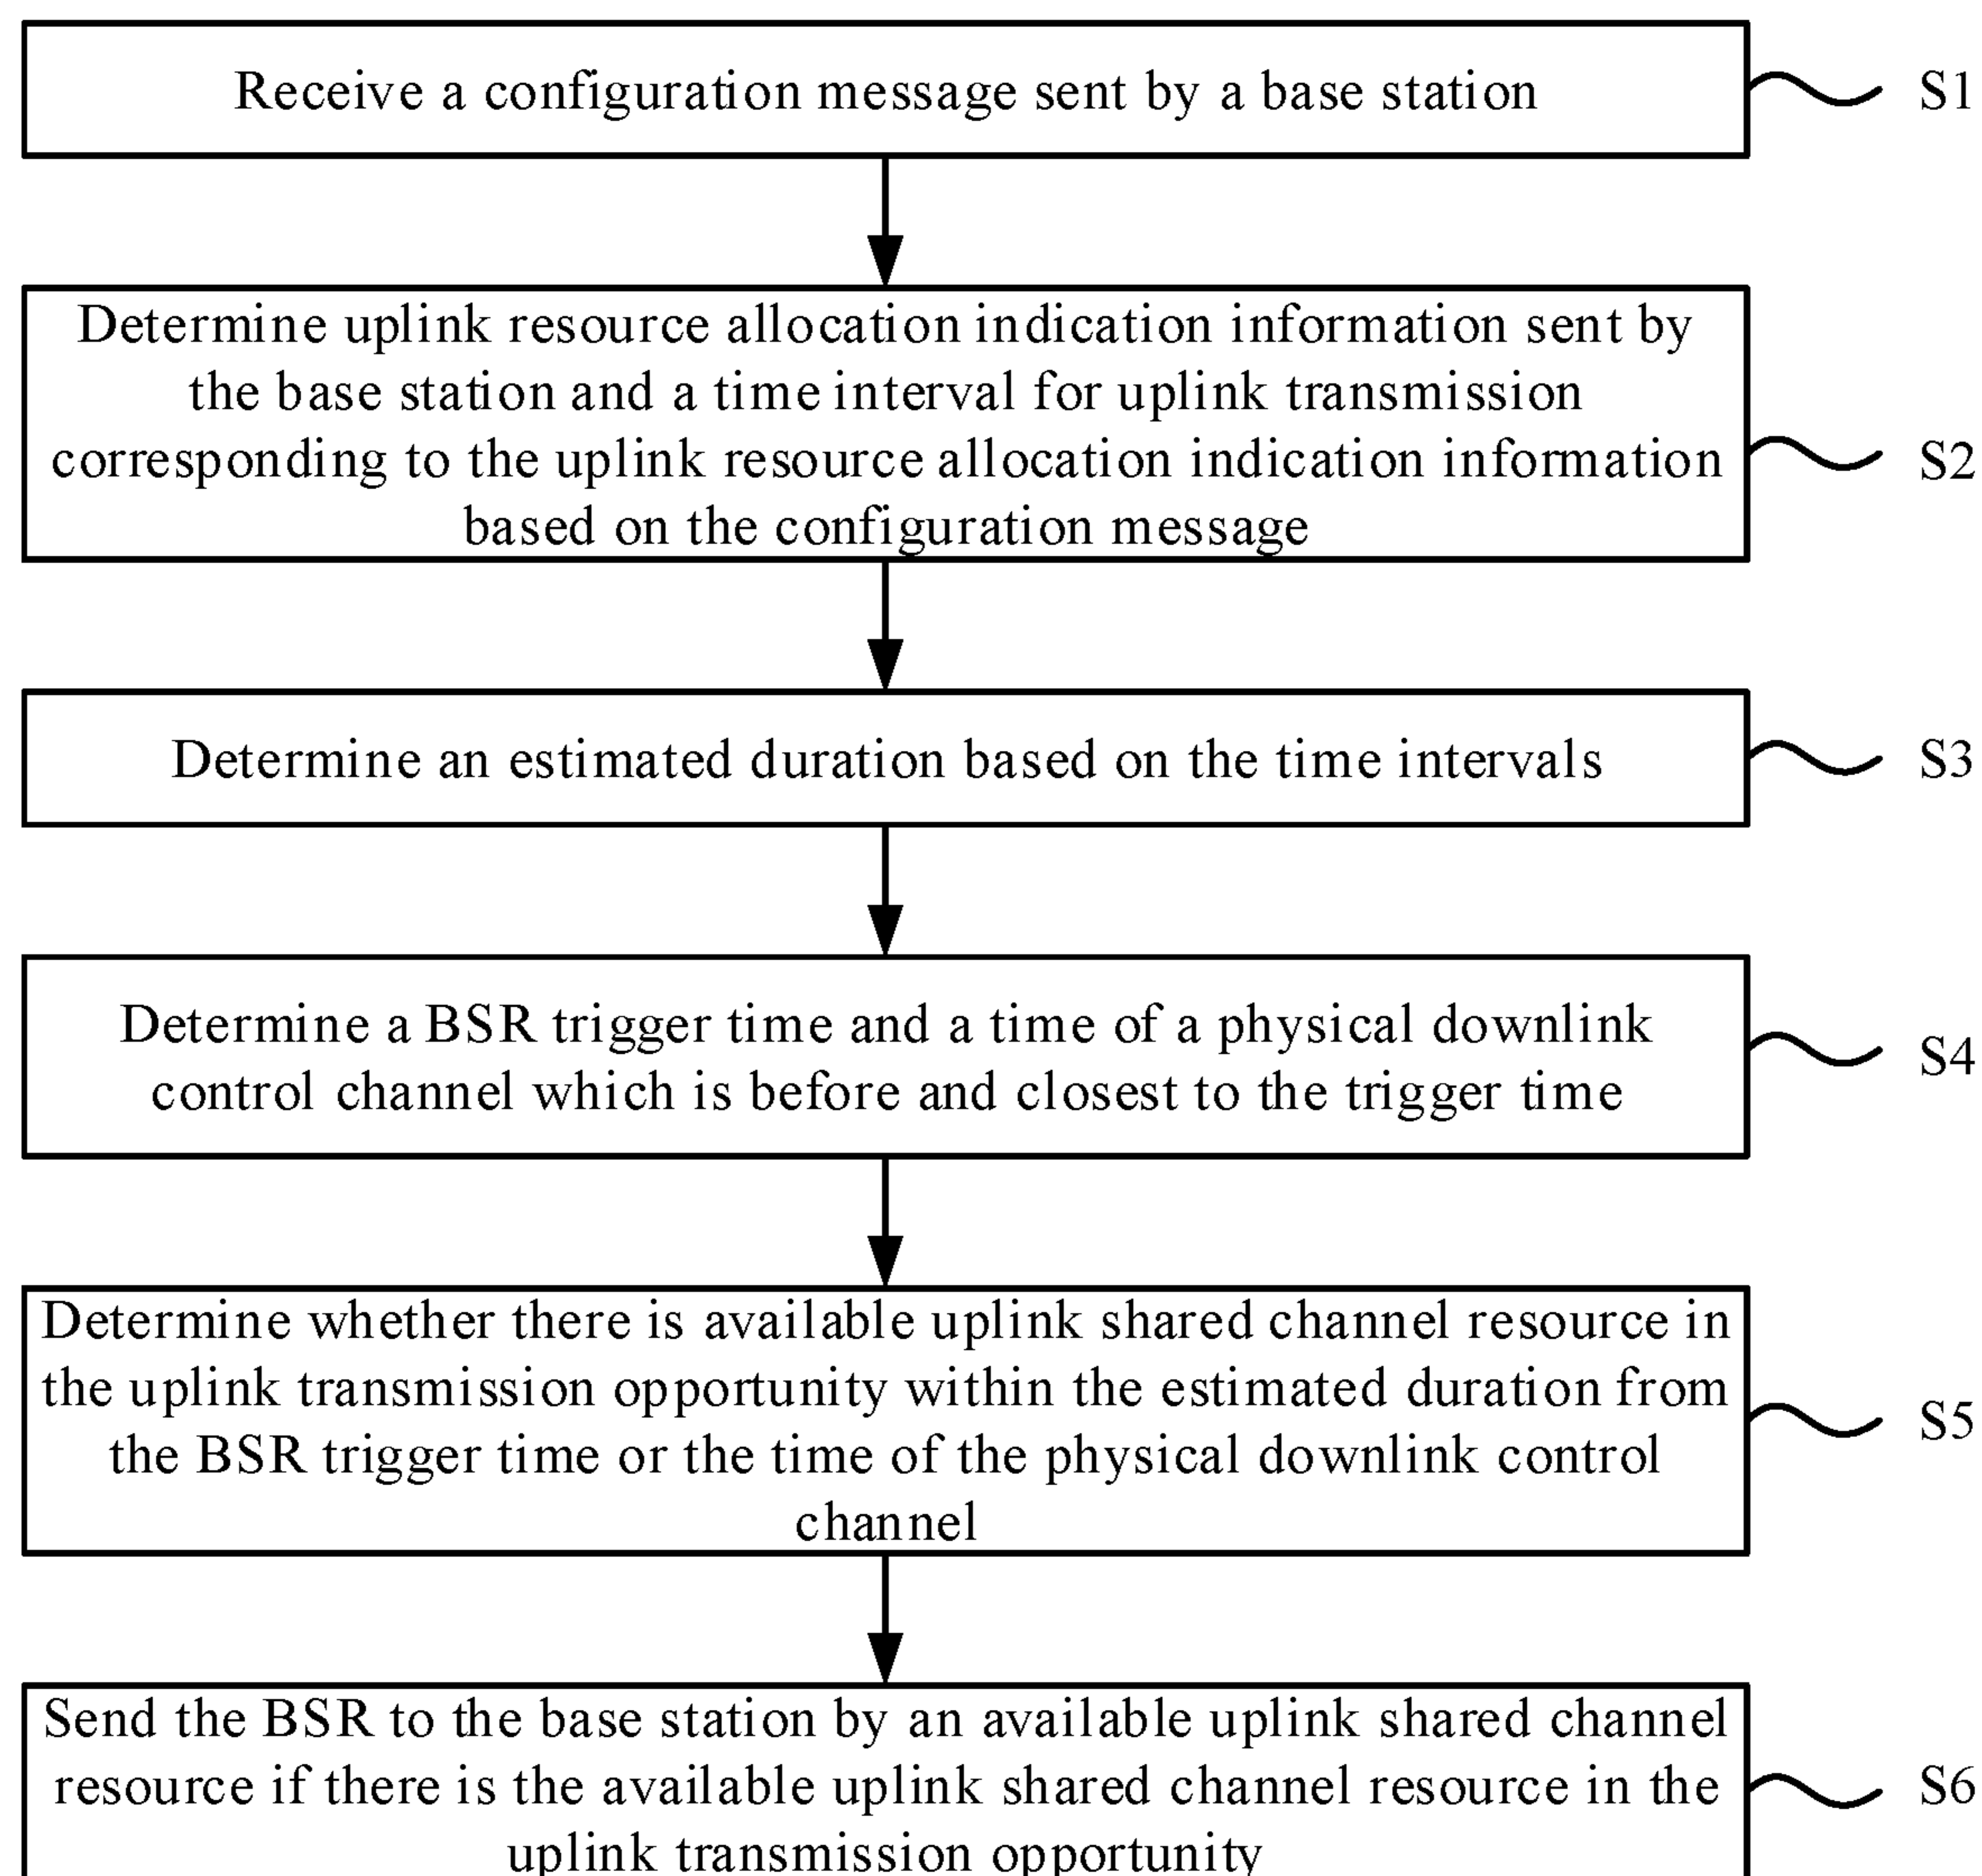 Receive a configuration message sent by a base station
S1
Determine uplink resource allocation indication information sent by
the base station and a time interval for uplink transmission
corresponding to the uplink resource allocation indication information
based on the configuration message
S2
Determine an estimated duration based on the time intervals
S3
Determine a BSR trigger time and a time of a physical downlink
control channel which is before and closest to the trigger time
S4
Determine whether there is available uplink shared channel resource in
the uplink transmission opportunity within the estimated duration from
the BSR trigger time or the time of the physical downlink control
channel
S5
Send the BSR to the base station by an available uplink shared channel
resource if there is the available uplink shared channel resource in the
uplink transmission opportunity
S6